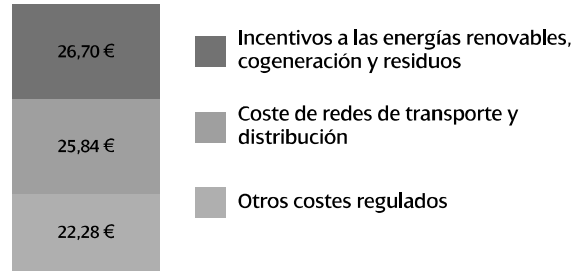 26,70 €
Incentivos a las energías renovables,
cogeneración y residuos
25,84 €
Coste de redes de transporte y
distribución
22,28 €
Otros costes regulados